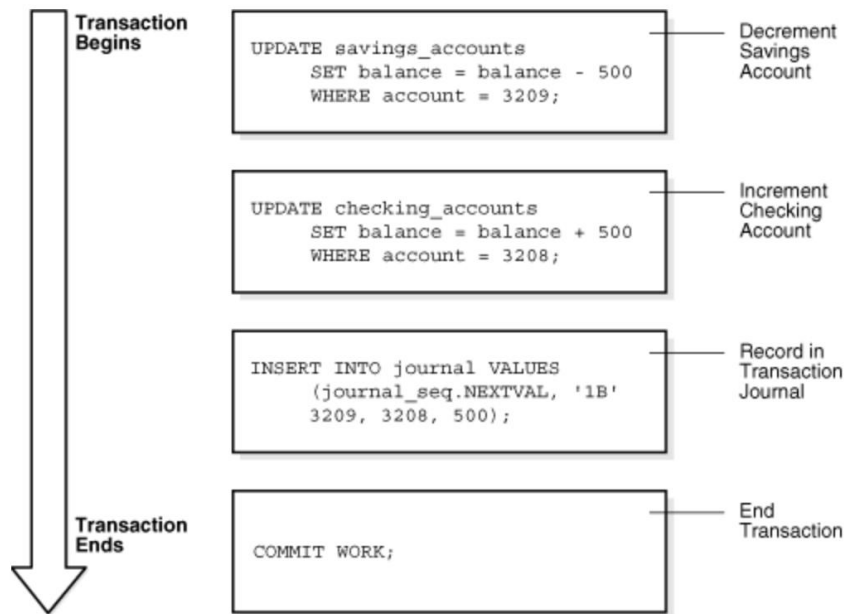 Transaction
Begins
UPDATE savings_accounts
SET balance = balance - 500
WHERE account = 3209;
Decrement
Savings
Account
UPDATE checking_accounts
SET balance = balance + 500
WHERE account = 3208;
Increment
Checking
Account
INSERT INTO journal VALUES
(journal_seq.NEXTVAL, '1B'
3209, 3208, 500);
Record in
Transaction
Journal
Transaction
Ends
COMMIT WORK;
End
Transaction